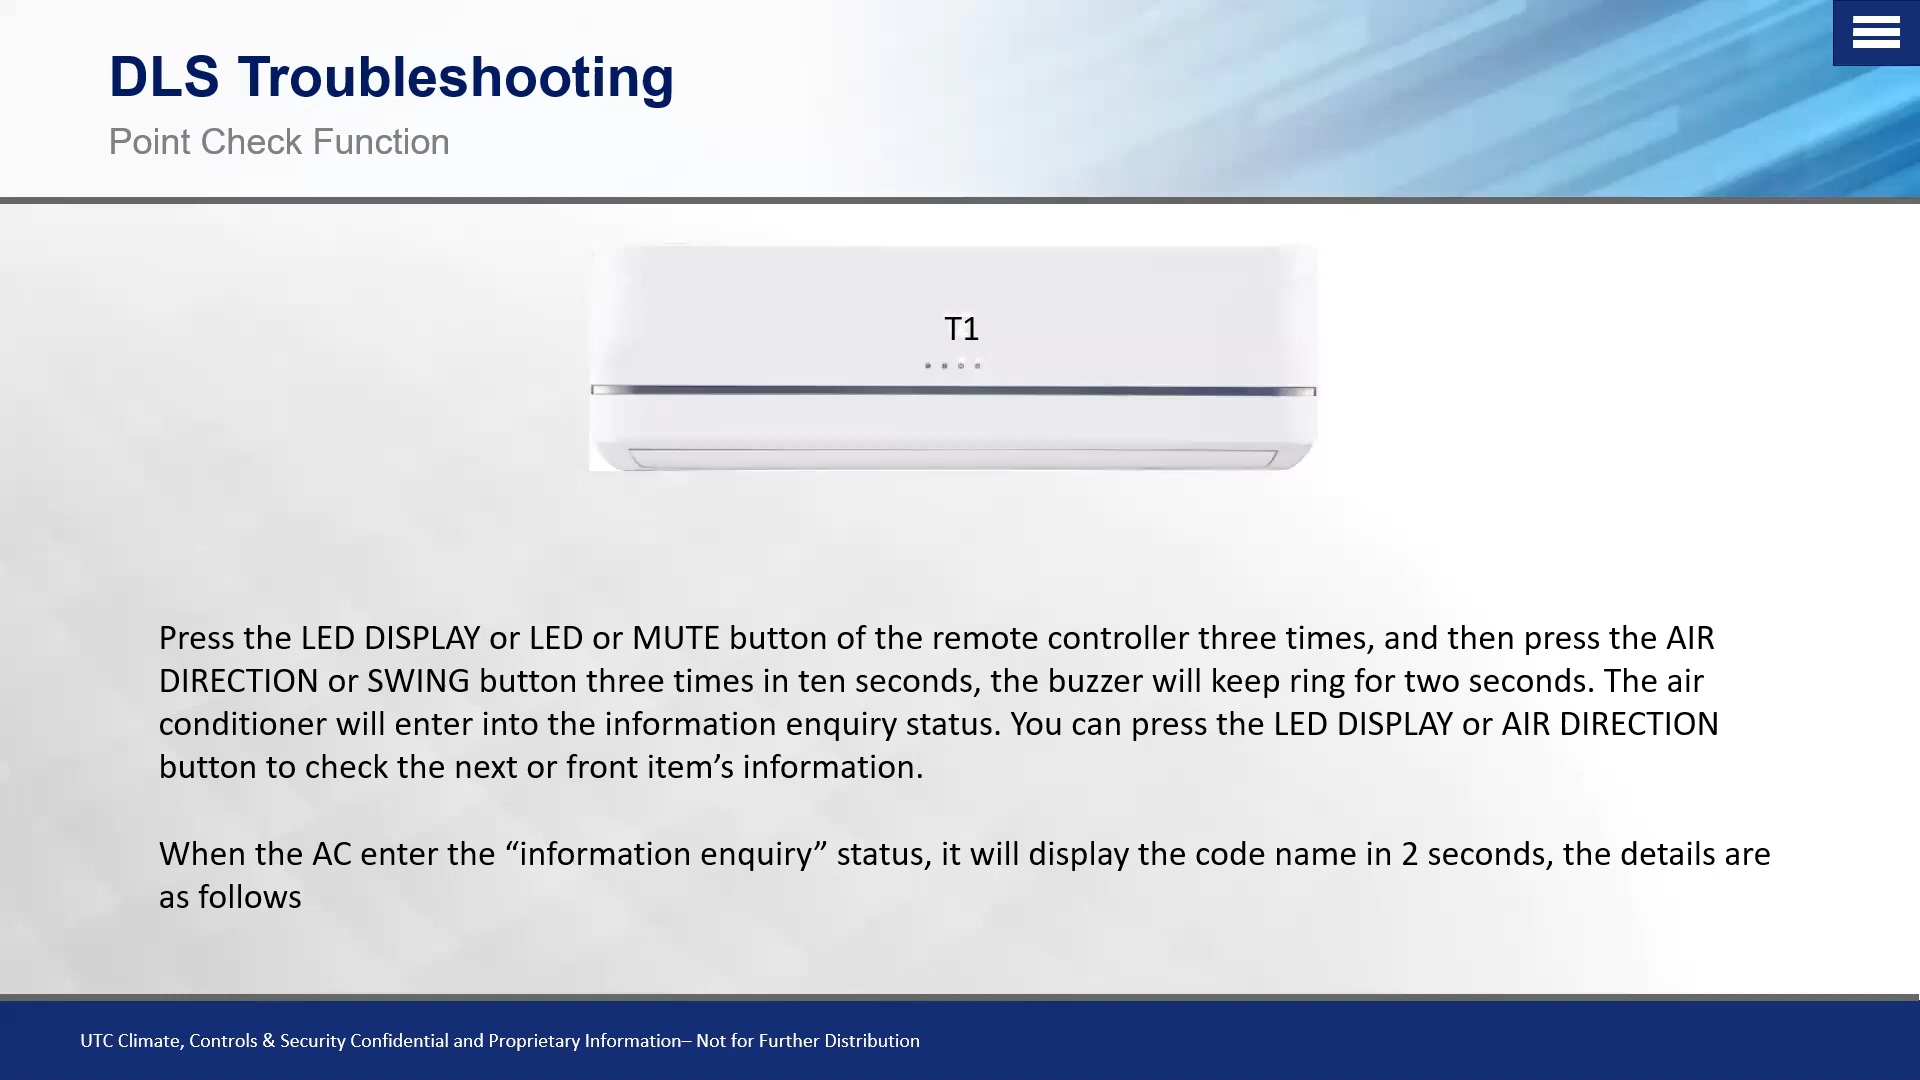 DLS Troubleshooting
Point Check Function
T1
Press the LED DISPLAY or LED or MUTE button of the remote controller three times, and then press the AIR
DIRECTION or SWING button three times in ten seconds, the buzzer will keep ring for two seconds. The air
conditioner will enter into the information enquiry status. You can press the LED DISPLAY or AIR DIRECTION
button to check the next or front item’s information.
When the AC enter the “information enquiry” status, it will display the code name in 2 seconds, the details are
as follows
UTC Climate, Controls & Security Confidential and Proprietary Information– Not for Further Distribution